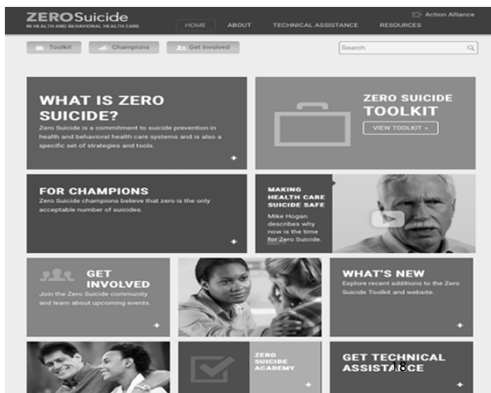 ZEROSuicide
IN HEALTH AND BEHAVIORAL HEALTH CARE
HOME
ABOUT
TECHNICAL ASSISTANCE
RESOURCES
Action Alliance
Toolkit
Champions
Get Involved
Search
WHAT IS ZERO
SUICIDE?
Zero Suicide is a commitment to suicide prevention in
health and behavioral health care systems and is also a
specific set of strategies and tools.
+
ZERO SUICIDE
TOOLKIT
VIEW TOOLKIT
FOR CHAMPIONS
Zero Suicide champions believe that zero is the only
acceptable number of suicides.
+
MAKING
HEALTH CARE
SUICIDE SAFE
Mike Hogan
describes why
now is the time
for Zero Suicide.
GET
INVOLVED
Join the Zero Suicide community
and learn about upcoming events.
+
WHAT'S NEW
Explore recent additions to the Zero
Suicide Toolkit and website.
+
ZERO
SUICIDE
ACADEMY
+
GET TECHNICAL
ASSISTANCE
+